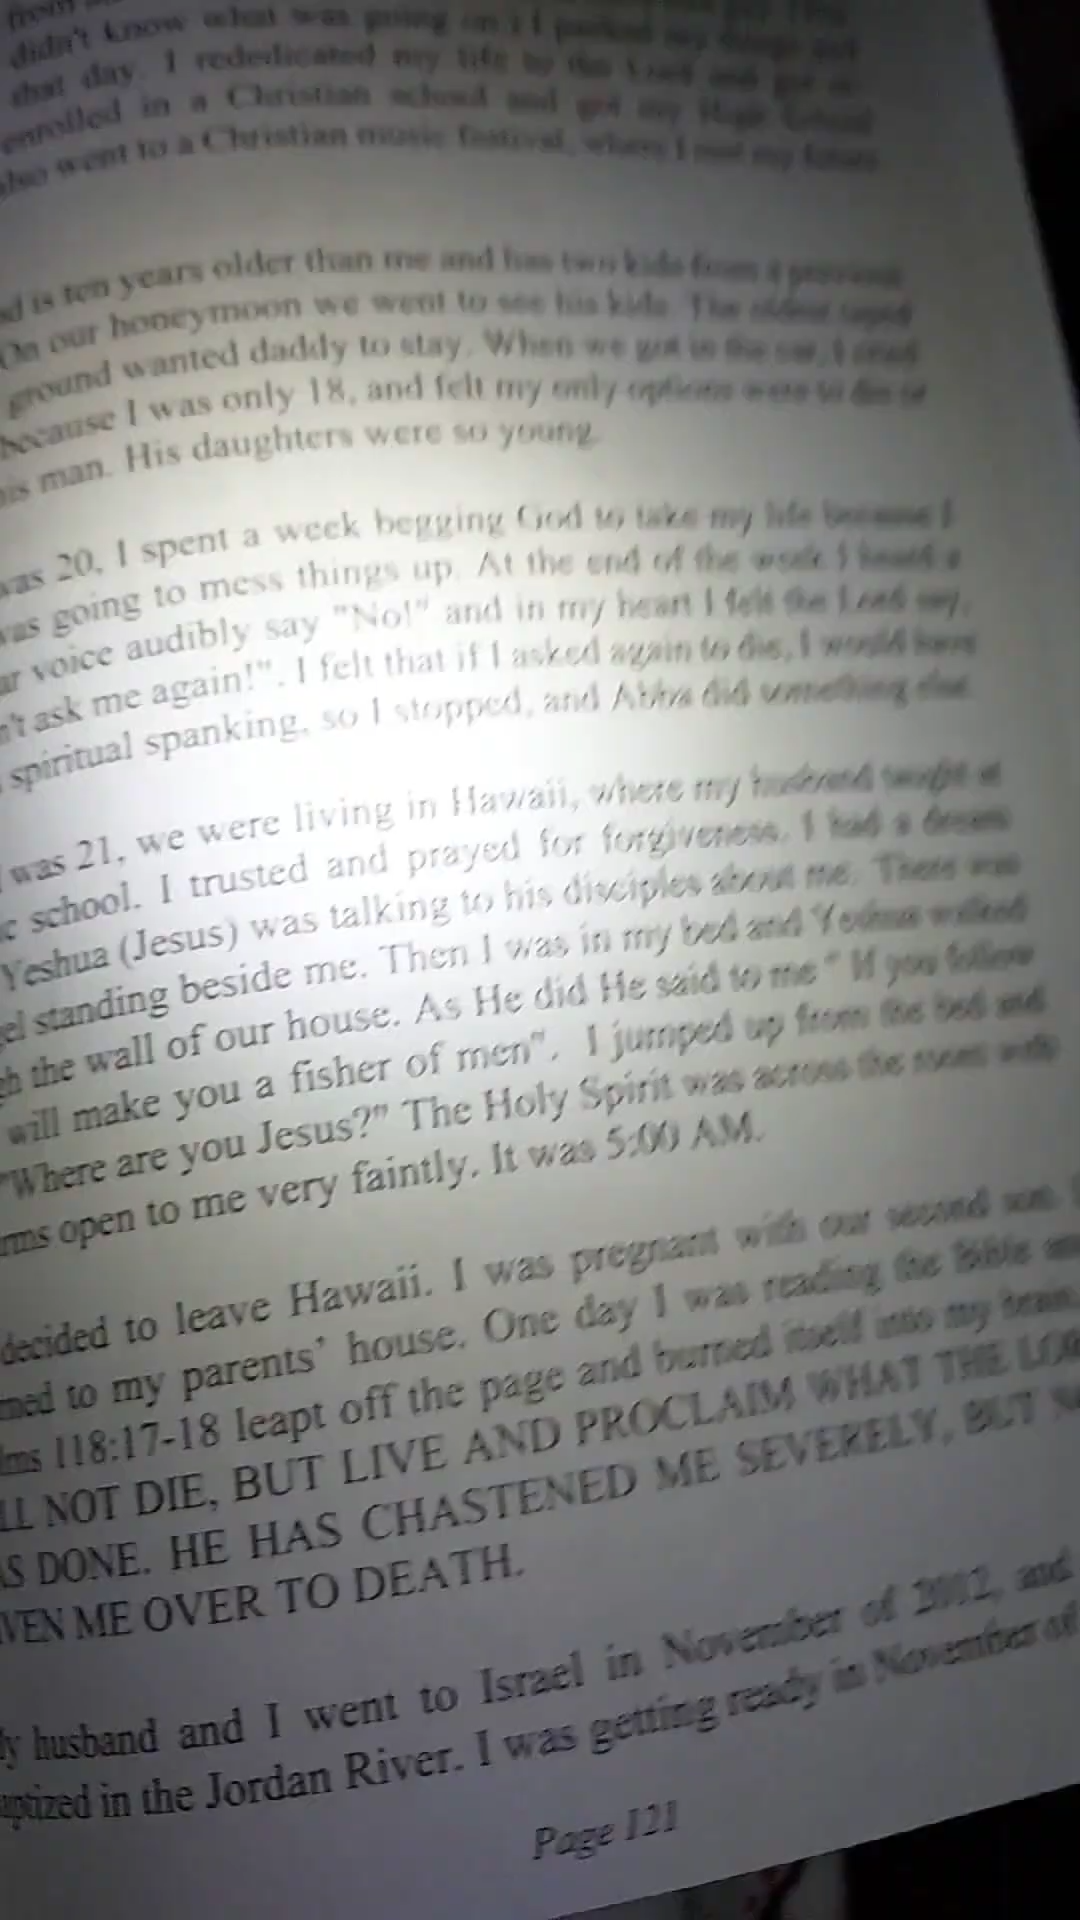 didn't know what was going on I packed my things
that day. I rededicated my life to the Lord and got
enrolled in a Christian school and got my High School
also went to a Christian music festival, where I met my future
is ten years older than me and has two kids from a previous
On our honeymoon we went to see his kids. The oldest
ground wanted daddy to stay. When we got in the car, I cried
because I was only 18, and felt my only options were to die or
his man. His daughters were so young.
was 20, I spent a week begging God to take my life because I
was going to mess things up. At the end of the week I heard a
voice audibly say "No!" and in my heart I felt the Lord say,
n't ask me again!". I felt that if I asked again to die, I would have
spiritual spanking, so I stopped, and Abba did something else.
I was 21, we were living in Hawaii, where my husband taught at
c school. I trusted and prayed for forgiveness. I had a dream
Yeshua (Jesus) was talking to his disciples about me. There was
el standing beside me. Then I was in my bed and Yeshua walked
gh the wall of our house. As He did He said to me " If you follow
will make you a fisher of men". I jumped up from the bed and
"Where are you Jesus?" The Holy Spirit was across the room with
rms open to me very faintly. It was 5:00 AM.
decided to leave Hawaii. I was pregnant with our second son.
ned to my parents' house. One day I was reading the Bible
lms 118:17-18 leapt off the page and burned itself into my brain.
LL NOT DIE, BUT LIVE AND PROCLAIM WHAT THE LOR
AS DONE. HE HAS CHASTENED ME SEVERELY, BUT
IVEN ME OVER TO DEATH.
My husband and I went to Israel in November of 2012, and
aptized in the Jordan River. I was getting ready in November of
Page 121